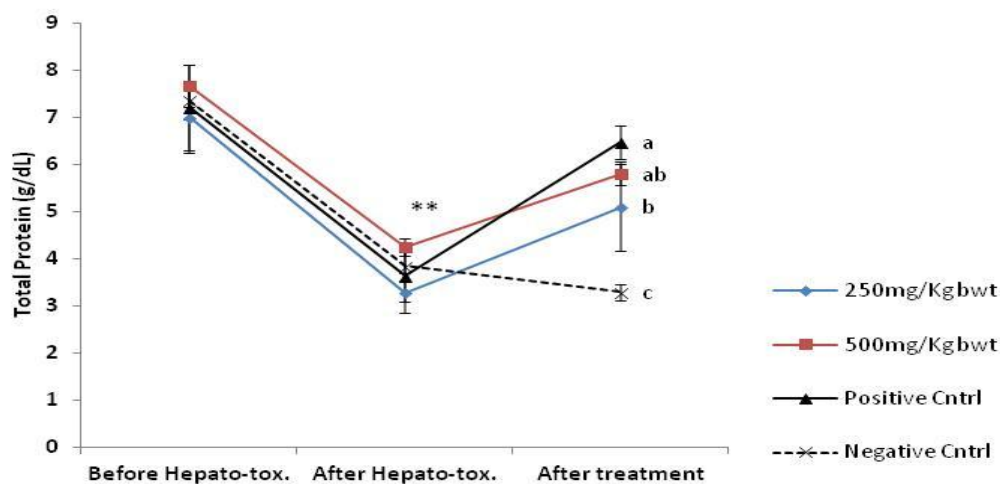 9
8
7
6
5
4
3
2
1
0
Total Protein (g/dL)
**
a
ab
b
c
Before Hepato-tox. After Hepato-tox. After treatment
250mg/Kgbwt
500mg/Kgbwt
Positive Cntrl
Negative Cntrl